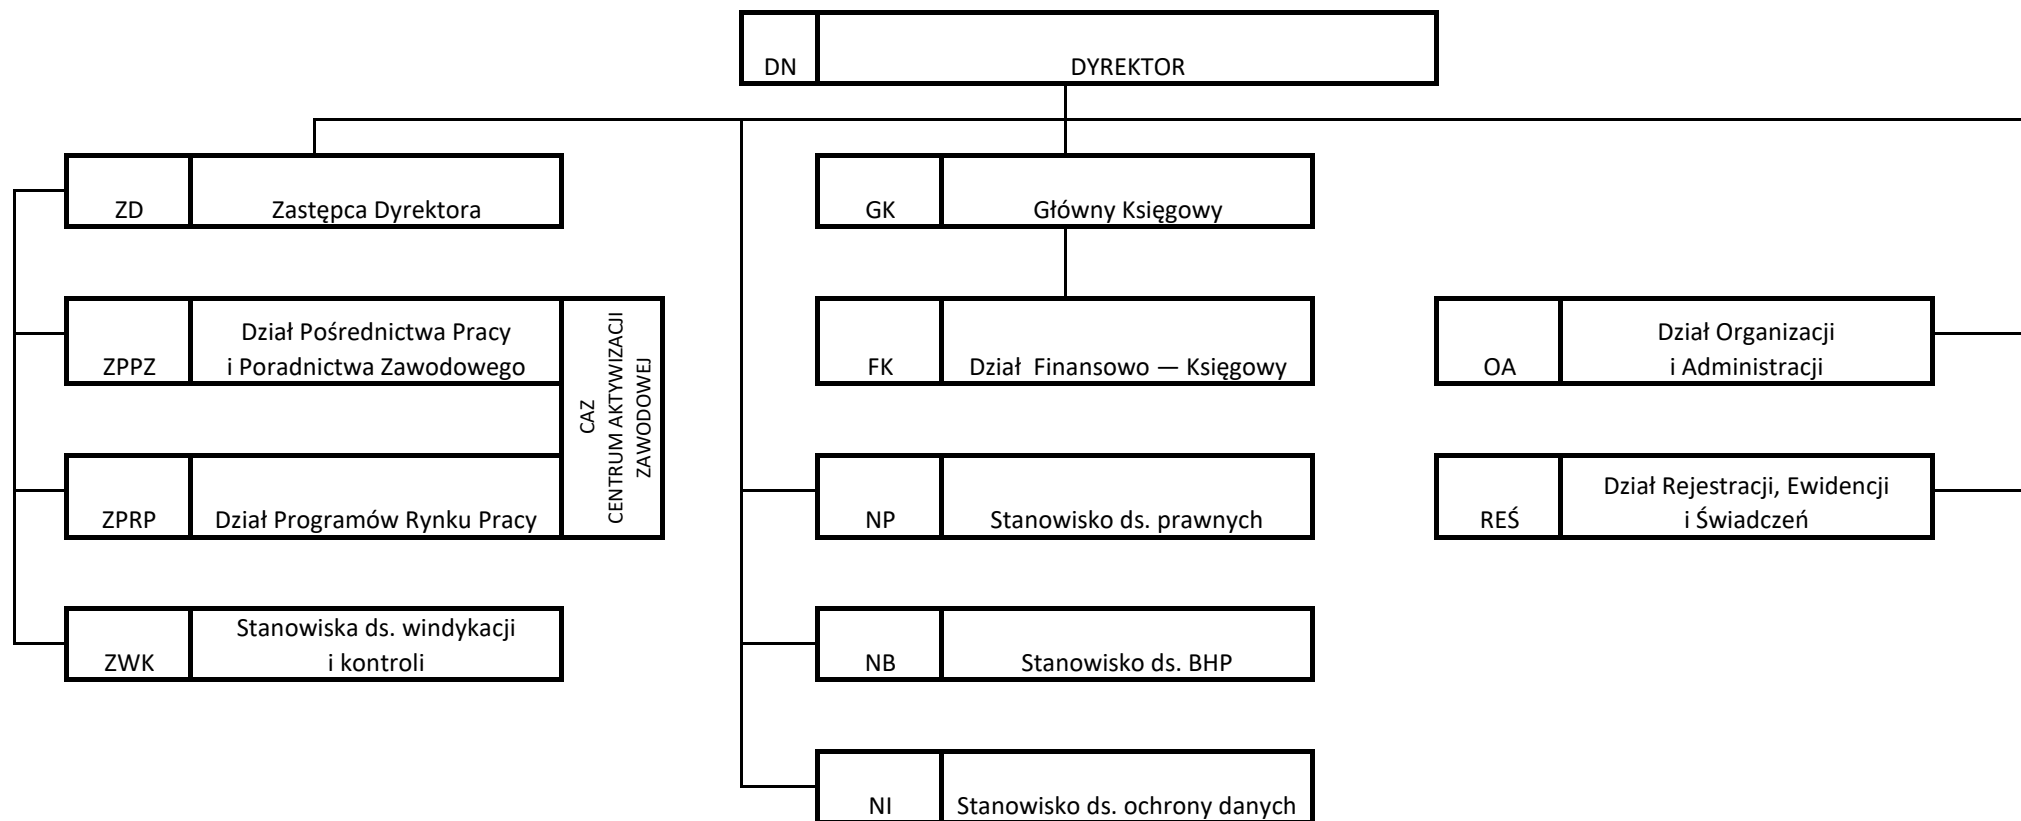 DN DYREKTOR
ZD Zastępca Dyrektora
GK Główny Księgowy
ZPPZ Dział Pośrednictwa Pracy
i Poradnictwa Zawodowego
CAZ
CENTRUM AKTYWIZACJI
ZAWODOWEJ
FK Dział Finansowo — Księgowy
OA Dział Organizacji
i Administracji
ZPRP Dział Programów Rynku Pracy
NP Stanowisko ds. prawnych
REŚ Dział Rejestracji, Ewidencji
i Świadczeń
ZWK Stanowiska ds. windykacji
i kontroli
NB Stanowisko ds. BHP
NI Stanowisko ds. ochrony danych